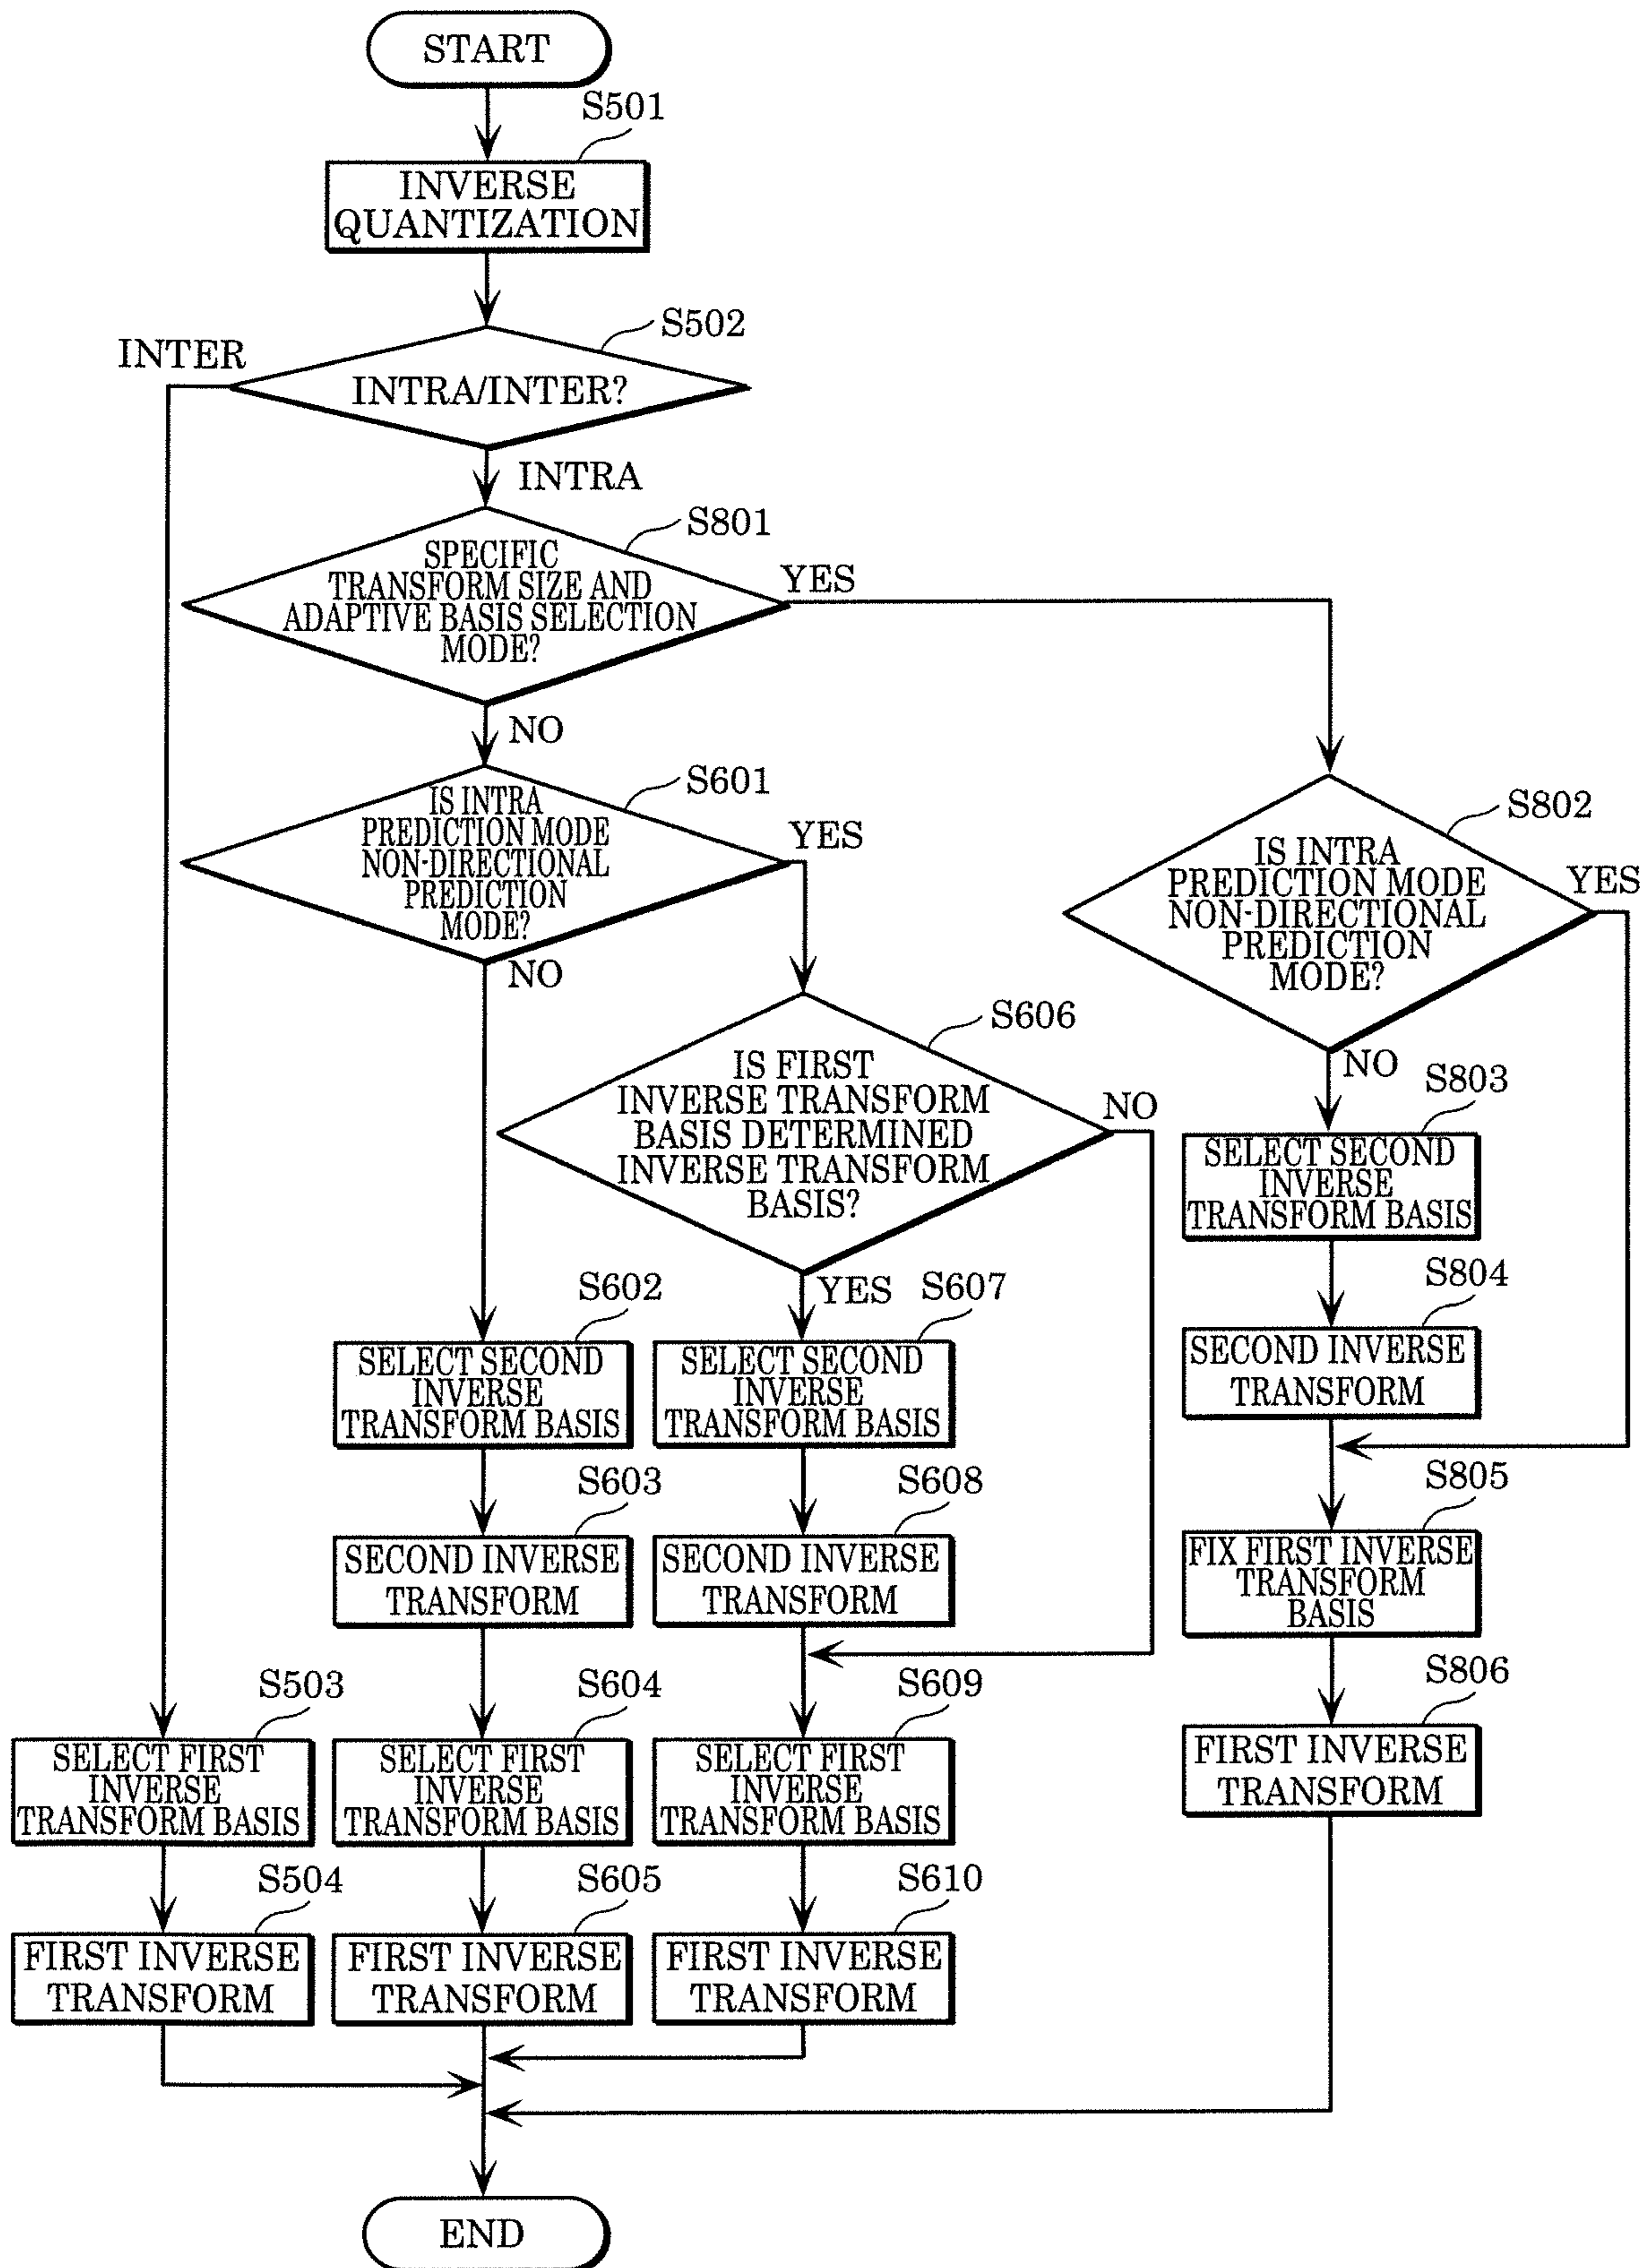 START
S501
INVERSE
QUANTIZATION
S502
INTER
INTRA/INTER?
INTRA
S801
SPECIFIC
TRANSFORM SIZE AND
ADAPTIVE BASIS SELECTION
MODE?
YES
NO
S601
IS INTRA
PREDICTION MODE
NON-DIRECTIONAL
PREDICTION
MODE?
YES
NO
S802
IS INTRA
PREDICTION MODE
NON-DIRECTIONAL
PREDICTION
MODE?
YES
NO
S606
IS FIRST
INVERSE TRANSFORM
BASIS DETERMINED
INVERSE TRANSFORM
BASIS?
NO
YES
S803
SELECT SECOND
INVERSE
TRANSFORM BASIS
S804
SECOND INVERSE
TRANSFORM
S602
SELECT SECOND
INVERSE
TRANSFORM BASIS
S607
SELECT SECOND
INVERSE
TRANSFORM BASIS
S603
SECOND INVERSE
TRANSFORM
S608
SECOND INVERSE
TRANSFORM
S805
FIX FIRST INVERSE
TRANSFORM
BASIS
S503
SELECT FIRST
INVERSE
TRANSFORM BASIS
S604
SELECT FIRST
INVERSE
TRANSFORM BASIS
S609
SELECT FIRST
INVERSE
TRANSFORM BASIS
S806
FIRST INVERSE
TRANSFORM
S504
FIRST INVERSE
TRANSFORM
S605
FIRST INVERSE
TRANSFORM
S610
FIRST INVERSE
TRANSFORM
END